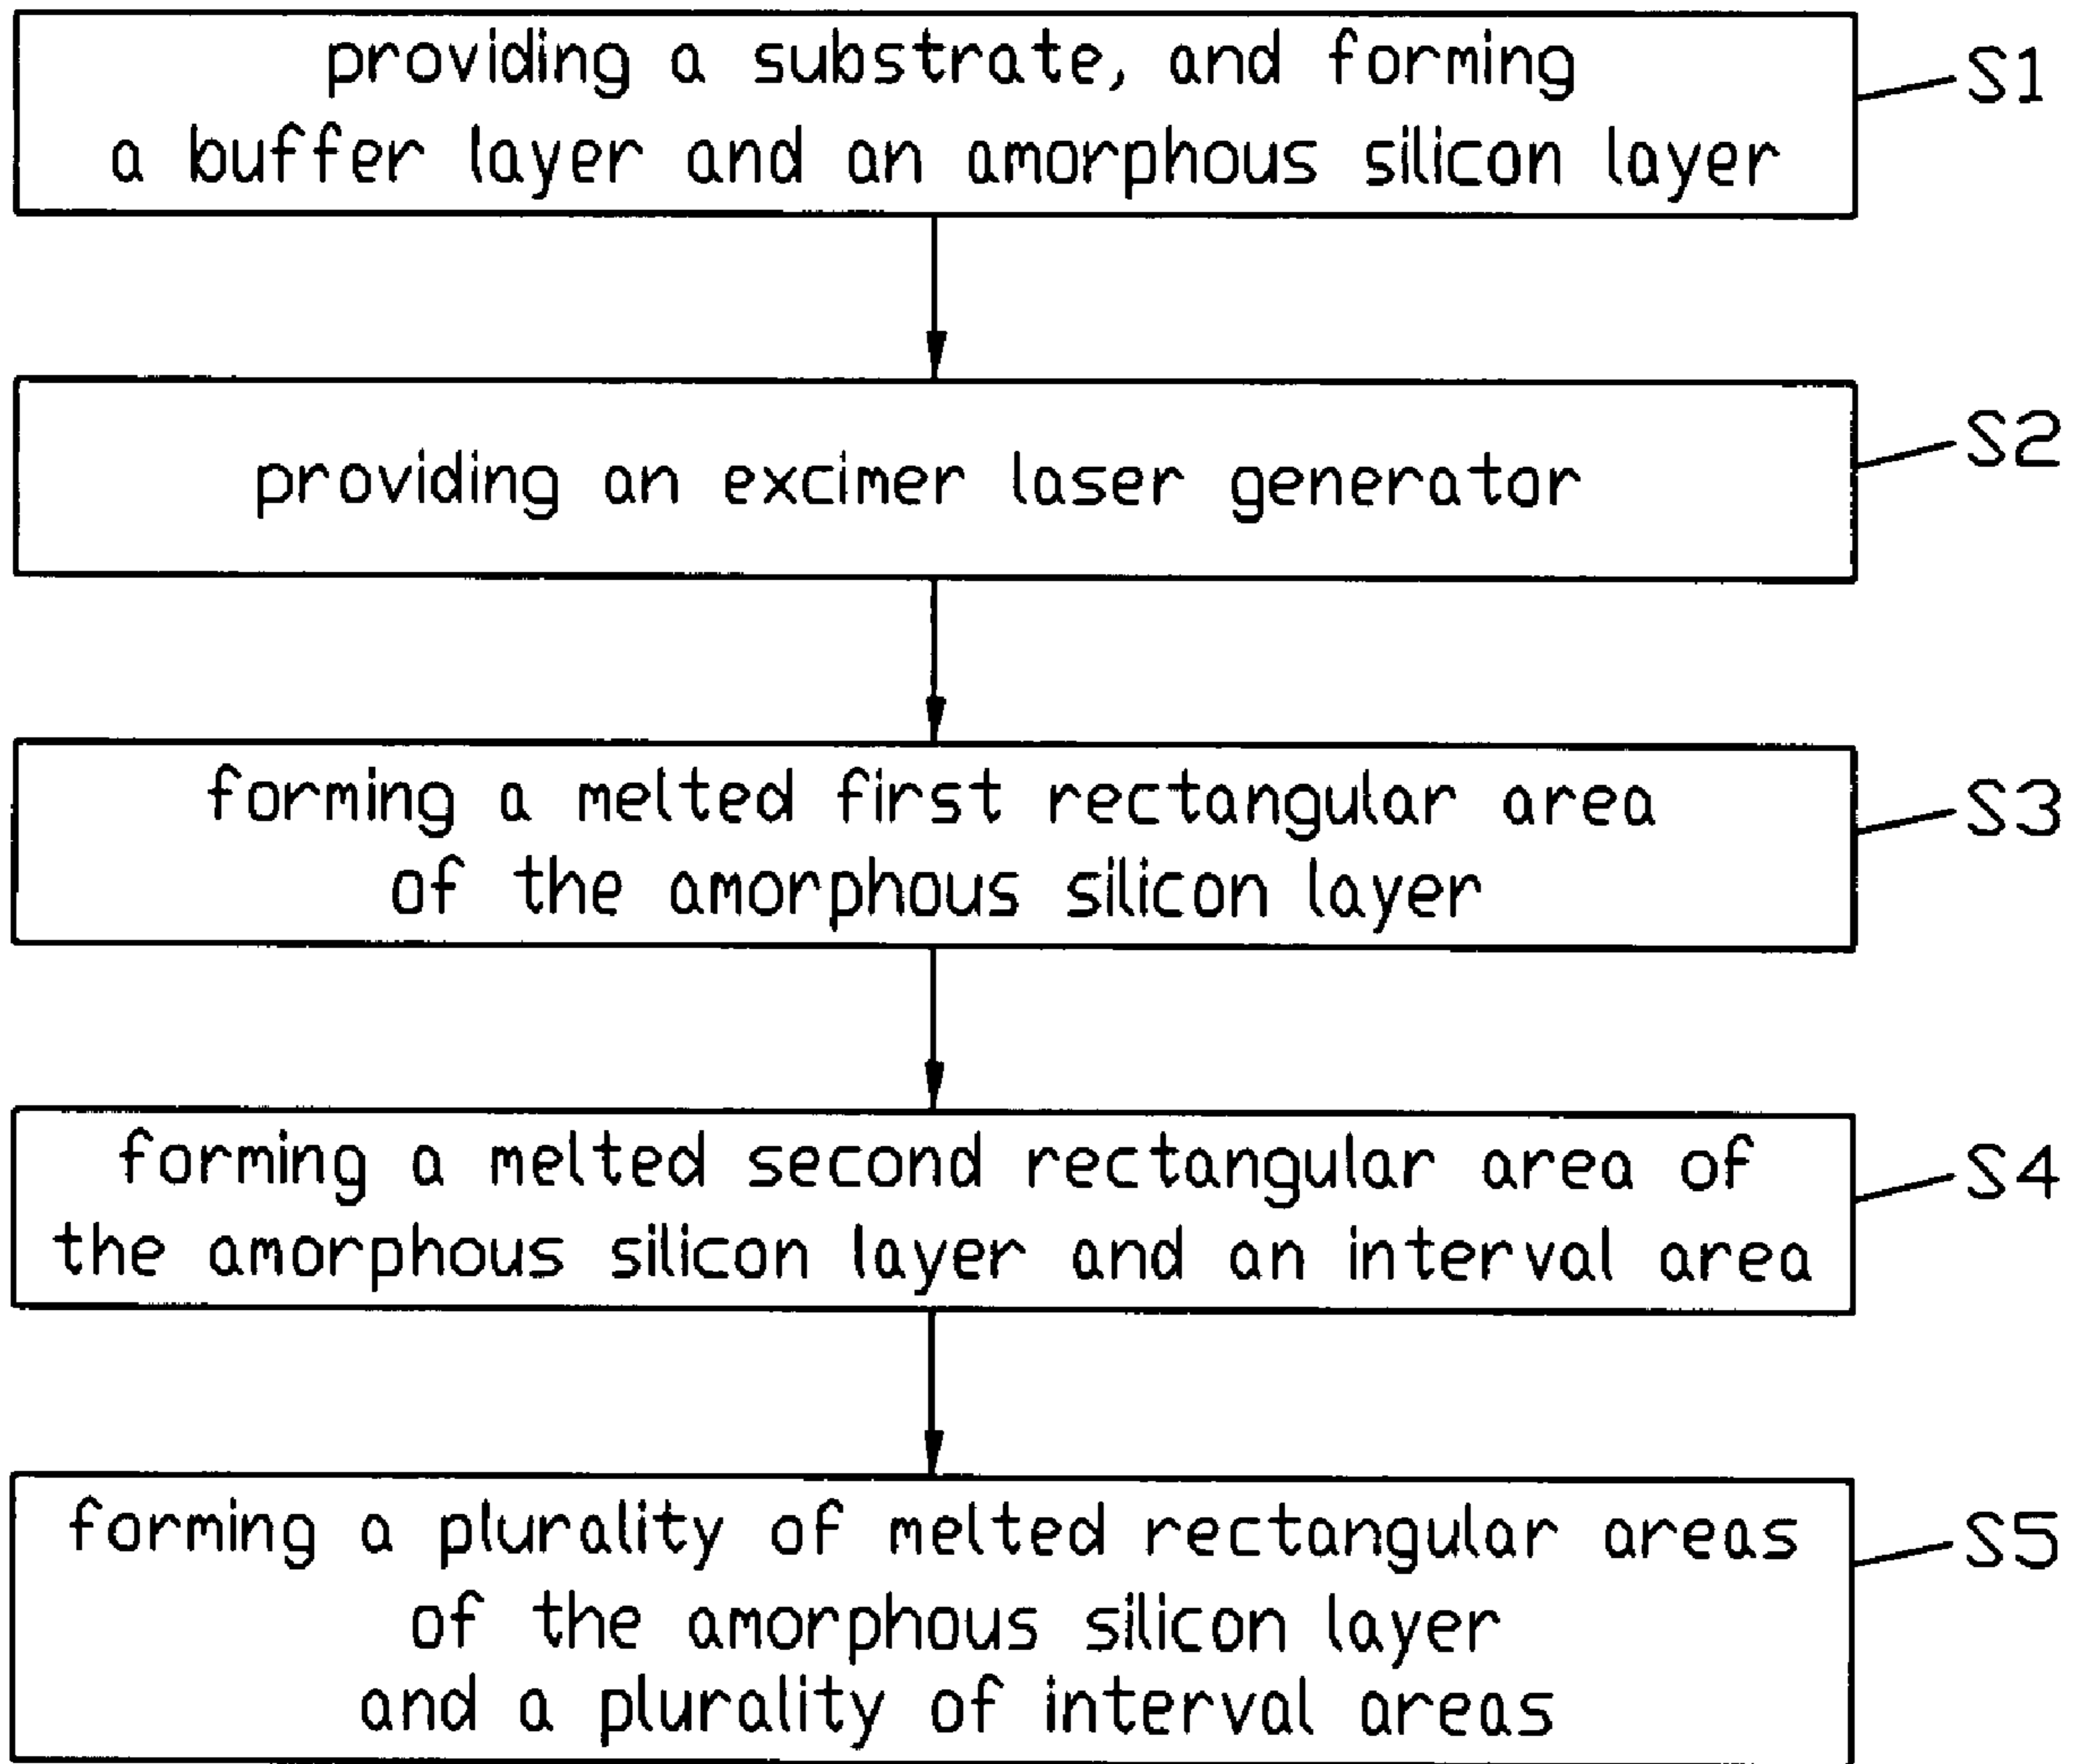 providing a substrate, and forming
a buffer layer and an amorphous silicon layer
S1
providing an excimer laser generator
S2
forming a melted first rectangular area
of the amorphous silicon layer
S3
forming a melted second rectangular area of
the amorphous silicon layer and an interval area
S4
forming a plurality of melted rectangular areas
of the amorphous silicon layer
and a plurality of interval areas
S5